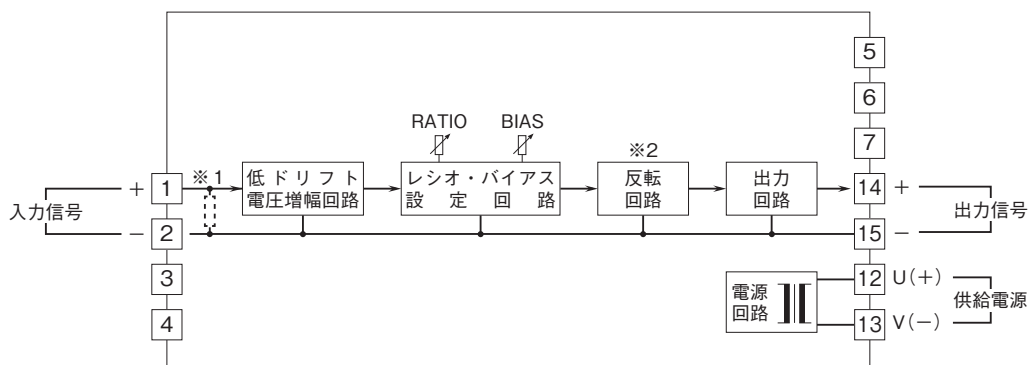 5
6
7
RATIO
BIAS
※1
※2
入力信号
+
1
低ドリフト
電圧増幅回路
レシオ・バイアス
設定回路
反転
回路
出力
回路
14
+
出力信号
−
2
15
−
3
4
電源
回路
12
U(+)
供給電源
13
V(−)